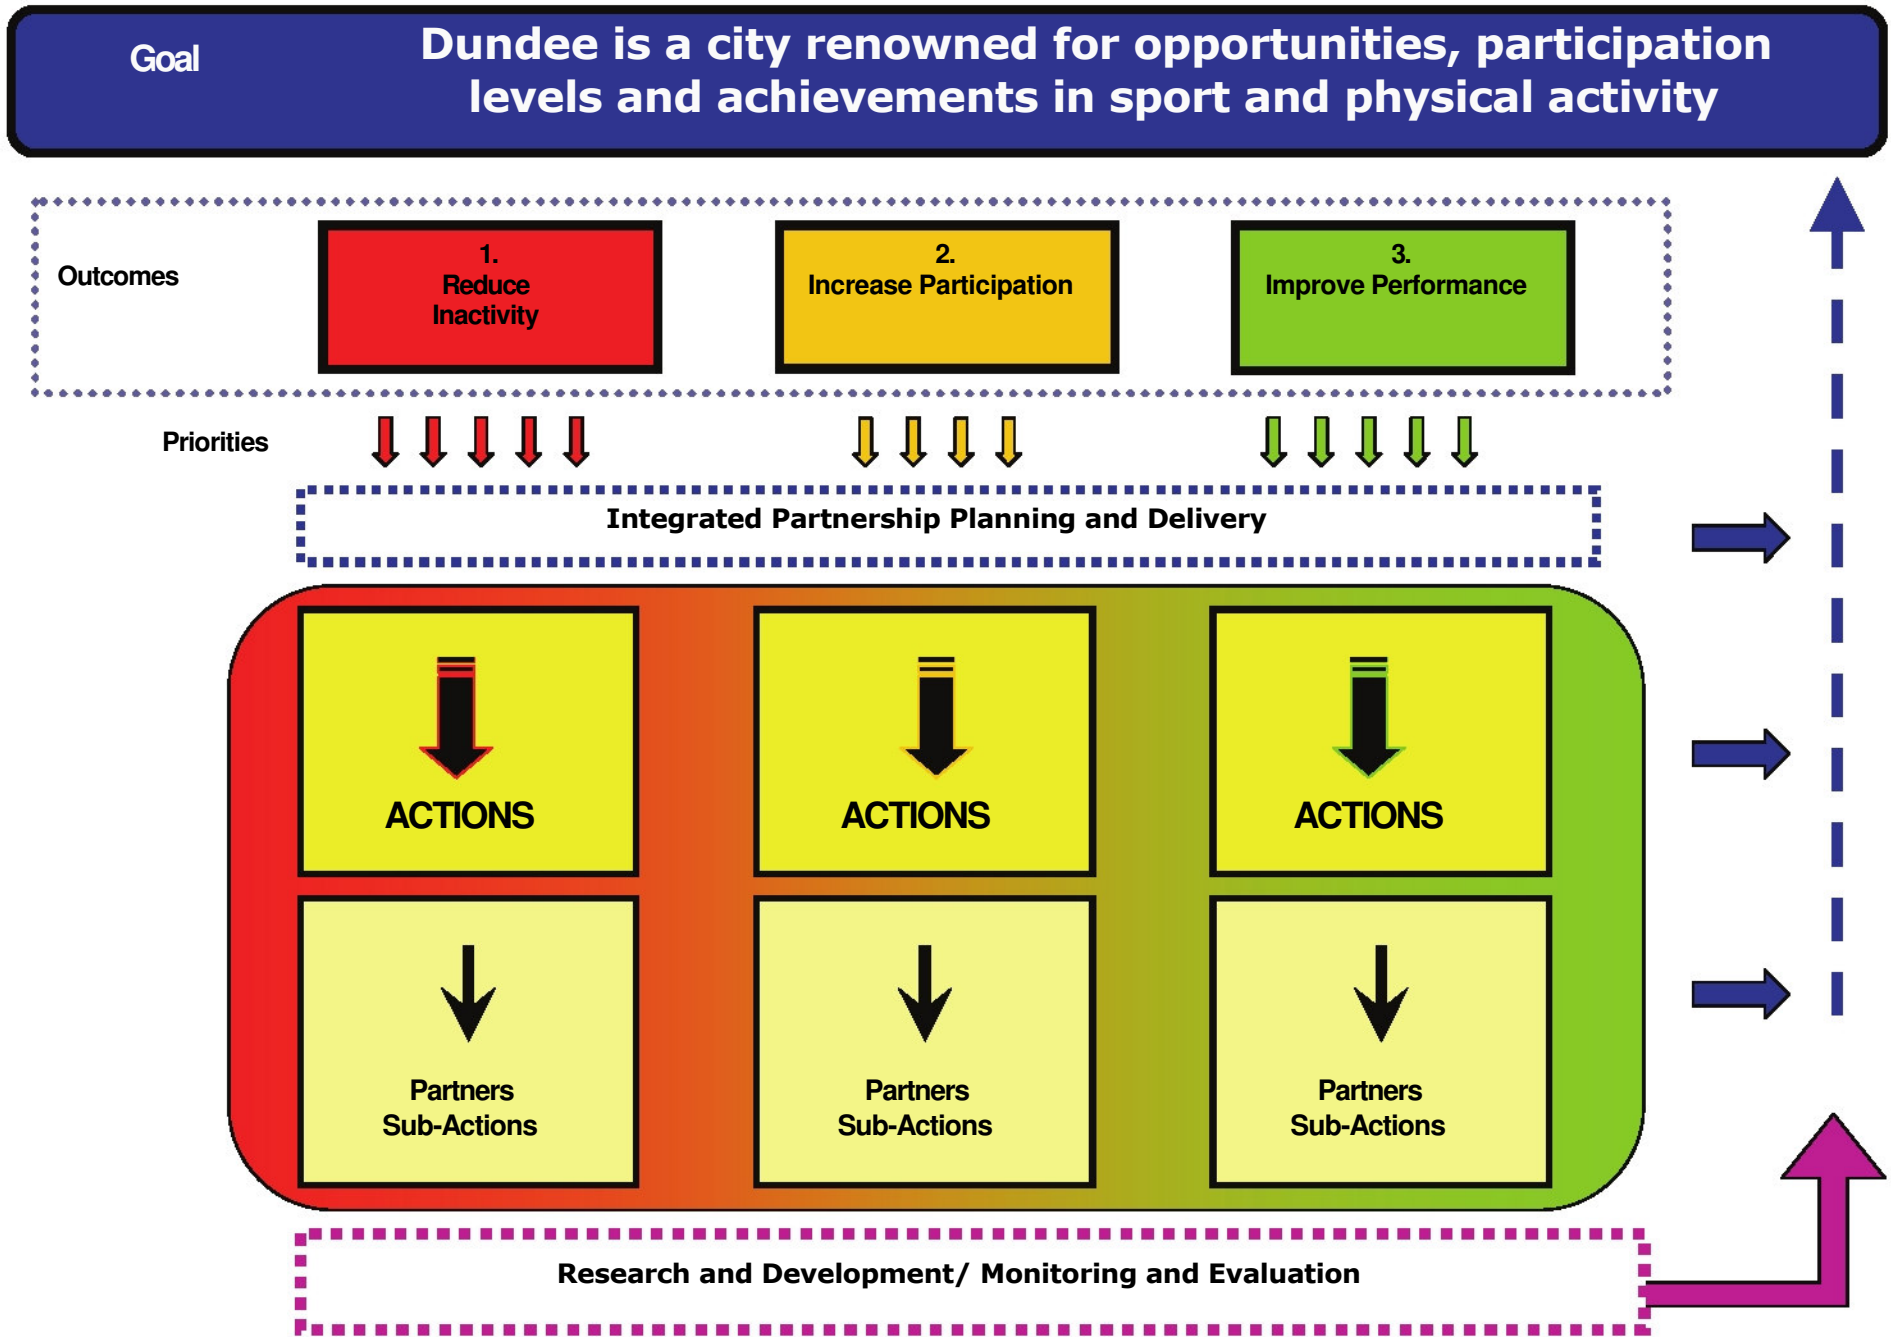 Goal
Dundee is a city renowned for opportunities, participation
levels and achievements in sport and physical activity
Outcomes
1.
Reduce
Inactivity
2.
Increase Participation
3.
Improve Performance
Priorities
Integrated Partnership Planning and Delivery
ACTIONS
ACTIONS
ACTIONS
Partners
Sub-Actions
Partners
Sub-Actions
Partners
Sub-Actions
Research and Development/ Monitoring and Evaluation